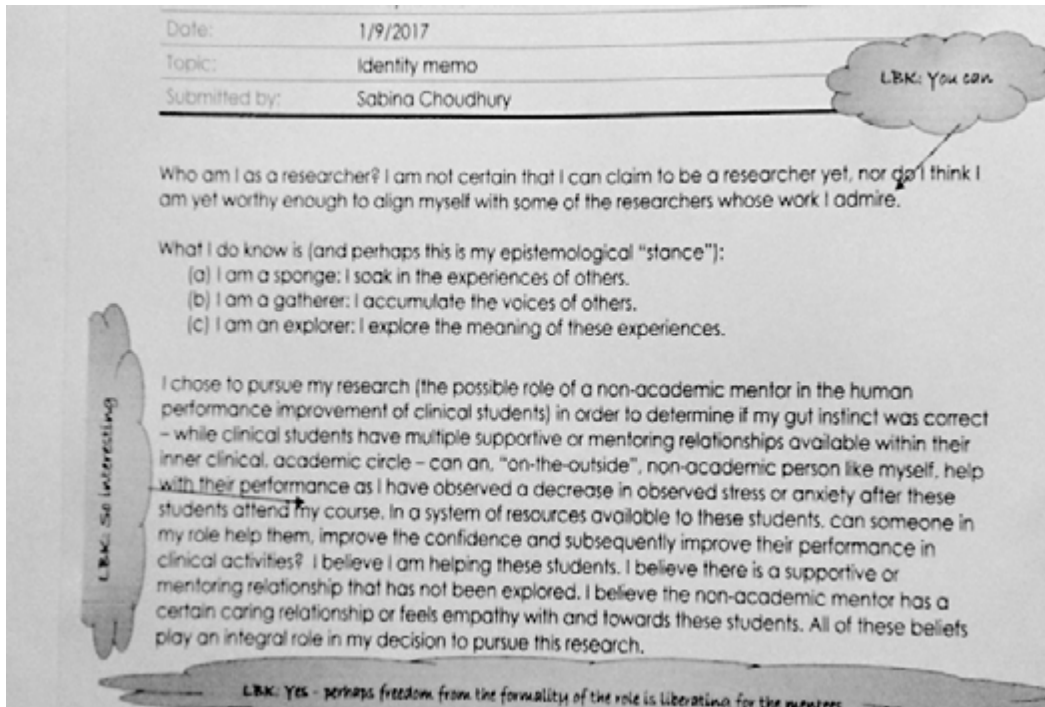 Date: 1/9/2017
Topic: Identity memo
Submitted by: Sabina Choudhury
LBK: You can
Who am I as a researcher? I am not certain that I can claim to be a researcher yet, nor do I think I
am yet worthy enough to align myself with some of the researchers whose work I admire.
What I do know is (and perhaps this is my epistemological "stance"):
(a) I am a sponge: I soak in the experiences of others.
(b) I am a gatherer: I accumulate the voices of others.
(c) I am an explorer: I explore the meaning of these experiences.
LBK: So interesting
I chose to pursue my research (the possible role of a non-academic mentor in the human
performance improvement of clinical students) in order to determine if my gut instinct was correct
– while clinical students have multiple supportive or mentoring relationships available within their
inner clinical, academic circle – can an, "on-the-outside", non-academic person like myself, help
with their performance as I have observed a decrease in observed stress or anxiety after these
students attend my course. In a system of resources available to these students, can someone in
my role help them, improve the confidence and subsequently improve their performance in
clinical activities? I believe I am helping these students. I believe there is a supportive or
mentoring relationship that has not been explored. I believe the non-academic mentor has a
certain caring relationship or feels empathy with and towards these students. All of these beliefs
play an integral role in my decision to pursue this research.
LBK: Yes - perhaps freedom from the formality of the role is liberating for the mentees